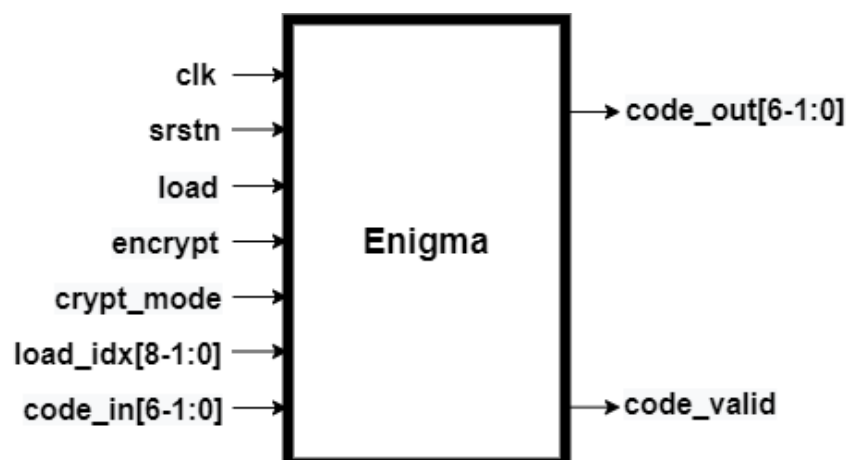 clk
srstn
load
encrypt
crypt_mode
load_idx[8-1:0]
code_in[6-1:0]
Enigma
code_out[6-1:0]
code_valid